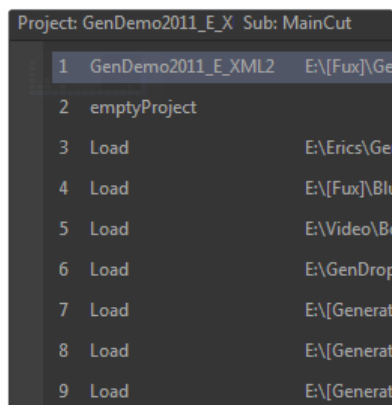 Project: GenDemo2011_E_X Sub: MainCut
1 GenDemo2011_E_XML2 E:\[Fux]\Ge
2 emptyProject
3 Load E:\Erics\Ge
4 Load E:\[Fux]\Blu
5 Load E:\Video\Be
6 Load E:\GenDrop
7 Load E:\[Generat
8 Load E:\[Generat
9 Load E:\[Generat